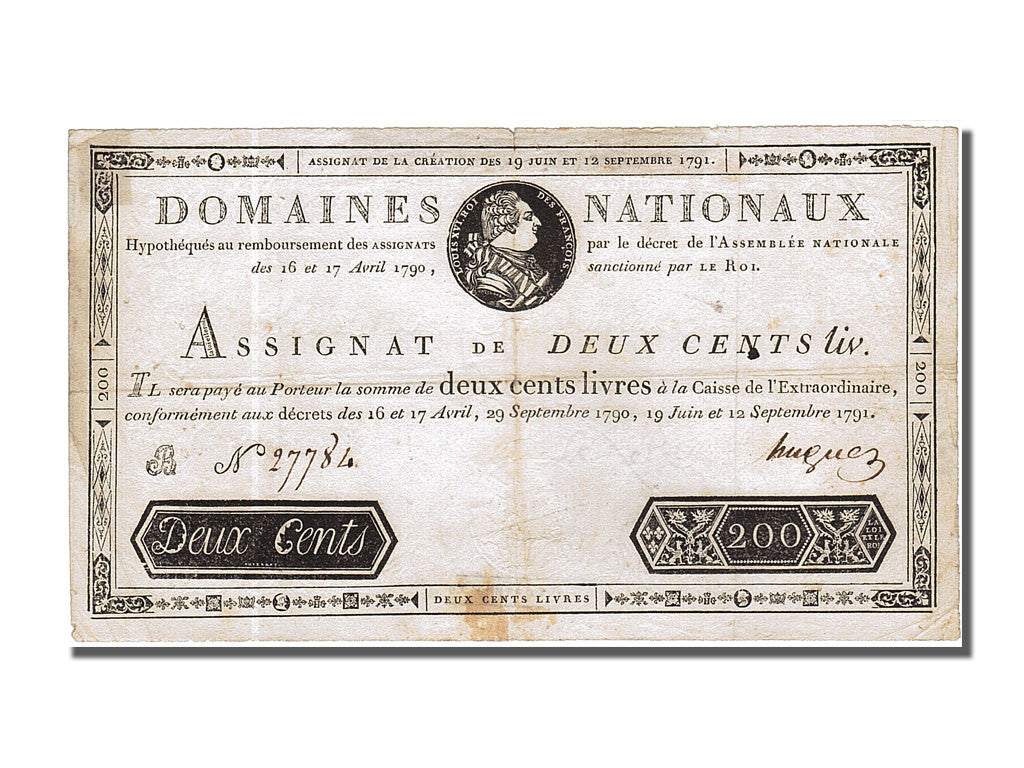 ASSIGNAT DE LA CRÉATION DES 19 JUIN ET 12 SEPTEMBRE 1791.
DOMAINES NATIONAUX
LOUIS XVI ROI DES FRANÇOIS.
Hypothéqués au remboursement des ASSIGNATS par le décret de l'ASSEMBLÉE NATIONALE
des 16 et 17 Avril 1790, sanctionné par LE ROI.
ASSIGNAT DE DEUX CENTS liv.
IL sera payé au Porteur la somme de deux cents livres à la Caisse de l'Extraordinaire,
conformément aux décrets des 16 et 17 Avril, 29 Septembre 1790, 19 Juin et 12 Septembre 1791.
200
200
B N 27784
huguez
Deux Cents
200
LA
LOI
ET LE
ROI
DEUX CENTS LIVRES